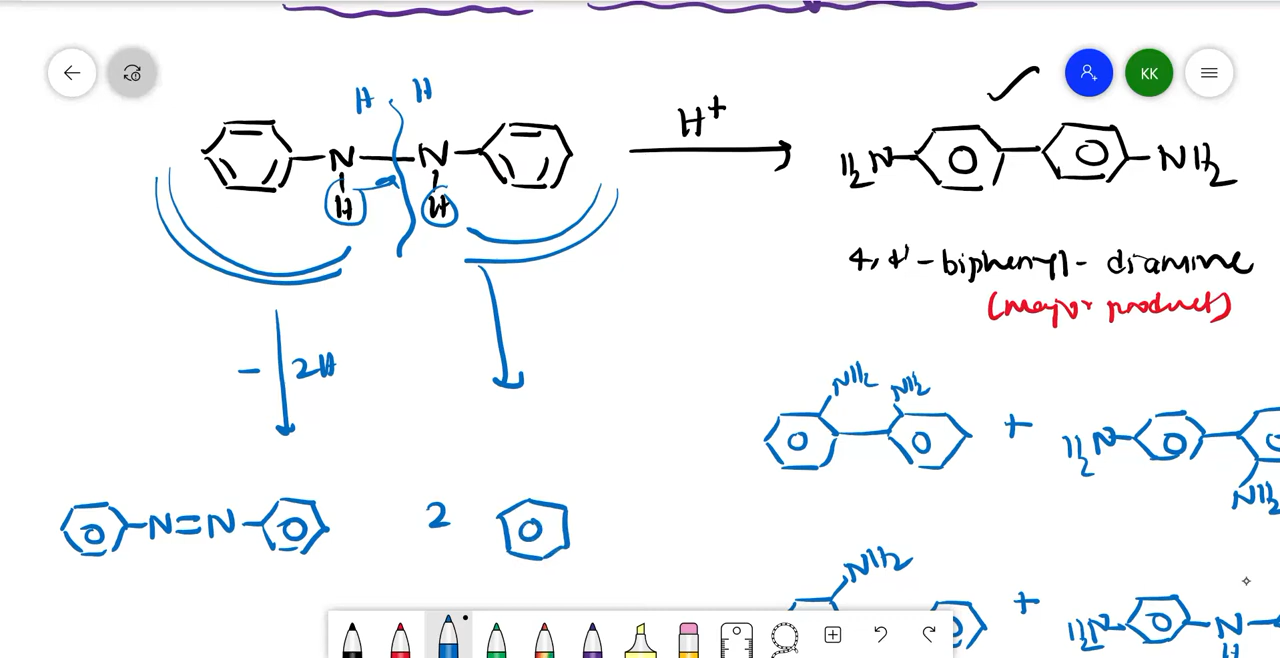 KK
H H
N N
H H
H+
H2N NH2
4,4'-biphenyl-diamine
(major product)
- 2H
NH2 NH2
+ H2N
NH2
N=N 2
NH2
+ H2N N
H